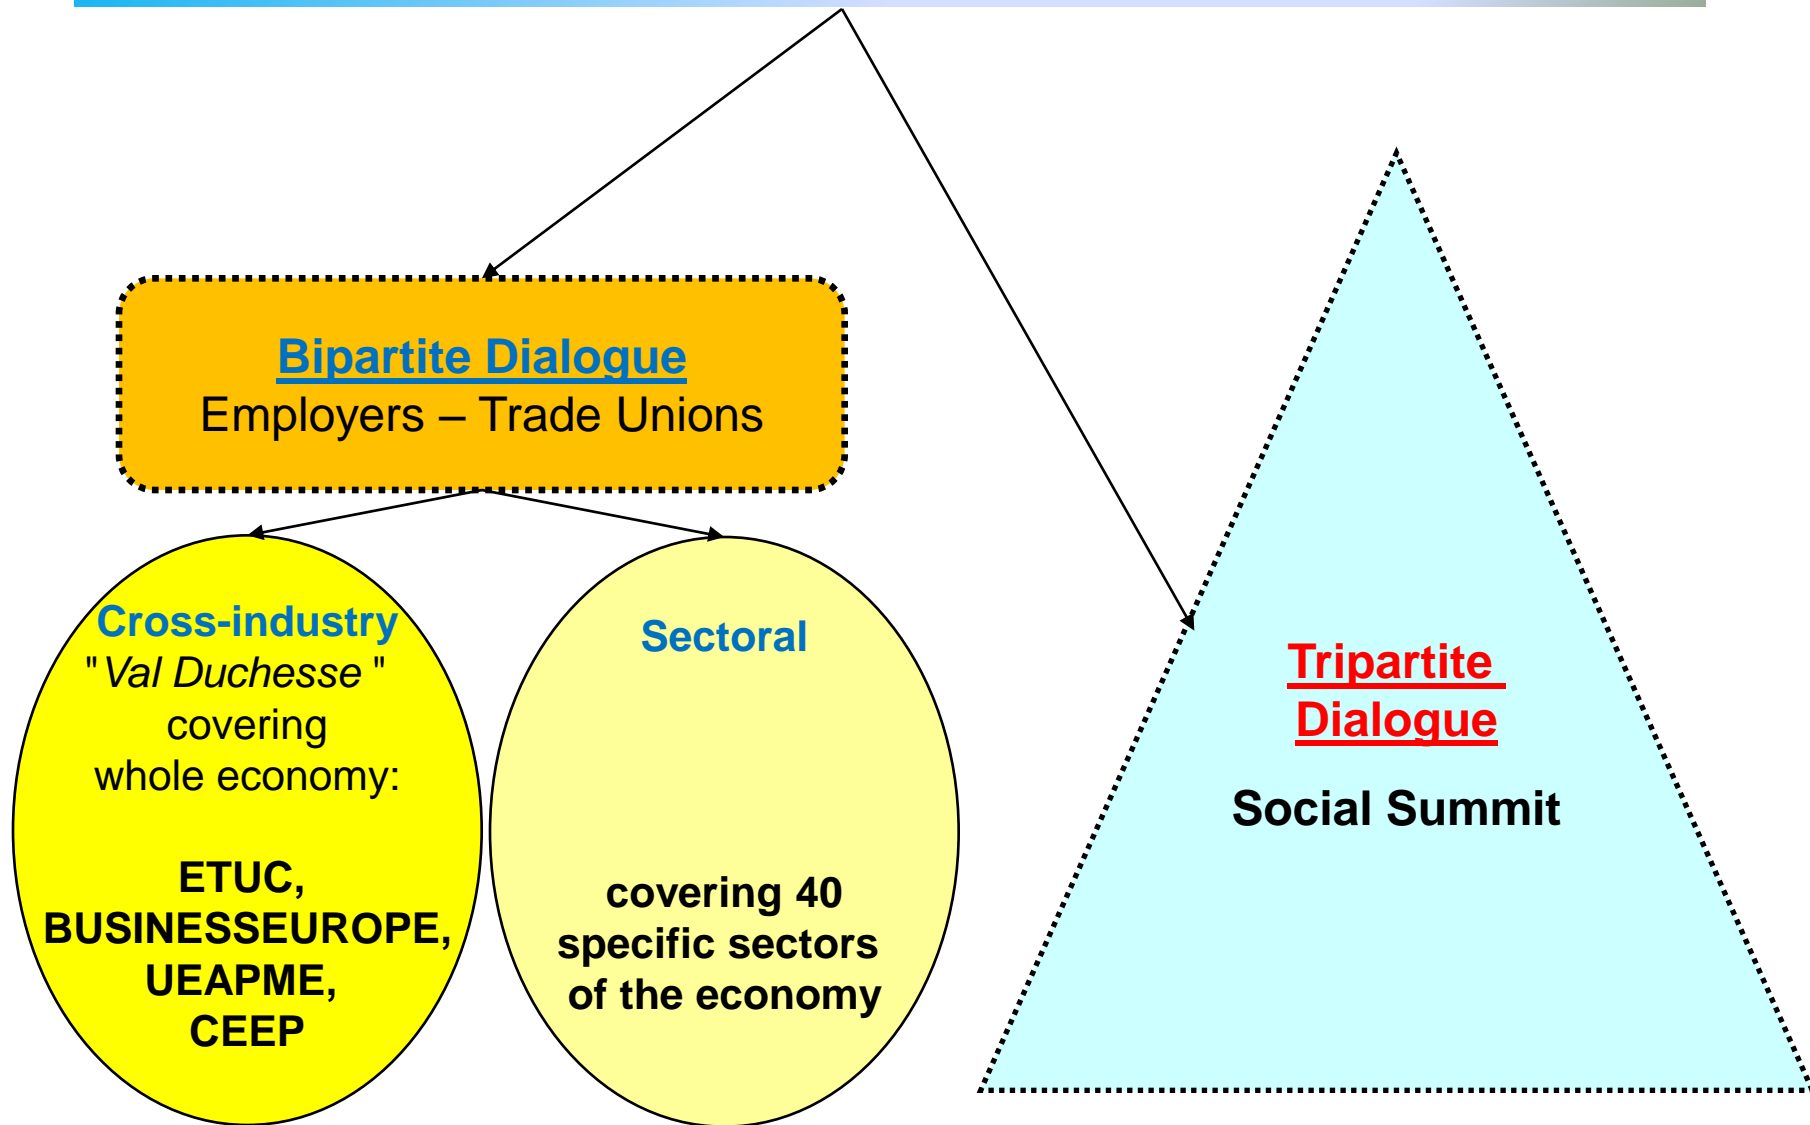 Bipartite Dialogue
Employers – Trade Unions
Cross-industry
"Val Duchesse "
covering
whole economy:
ETUC,
BUSINESSEUROPE,
UEAPME,
CEEP
Sectoral
covering 40
specific sectors
of the economy
Tripartite
Dialogue
Social Summit